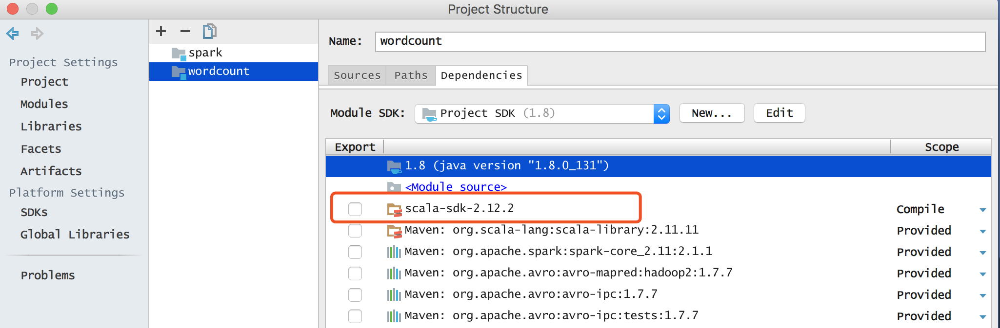 Project Structure
Project Settings
Project
Modules
Libraries
Facets
Artifacts
Platform Settings
SDKs
Global Libraries
Problems
spark
wordcount
Name: wordcount
Sources Paths Dependencies
Module SDK: Project SDK (1.8) New... Edit
Export Scope
1.8 (java version "1.8.0_131")
<Module source>
scala-sdk-2.12.2 Compile
Maven: org.scala-lang:scala-library:2.11.11 Provided
Maven: org.apache.spark:spark-core_2.11:2.1.1 Provided
Maven: org.apache.avro:avro-mapred:hadoop2:1.7.7 Provided
Maven: org.apache.avro:avro-ipc:1.7.7 Provided
Maven: org.apache.avro:avro-ipc:tests:1.7.7 Provided